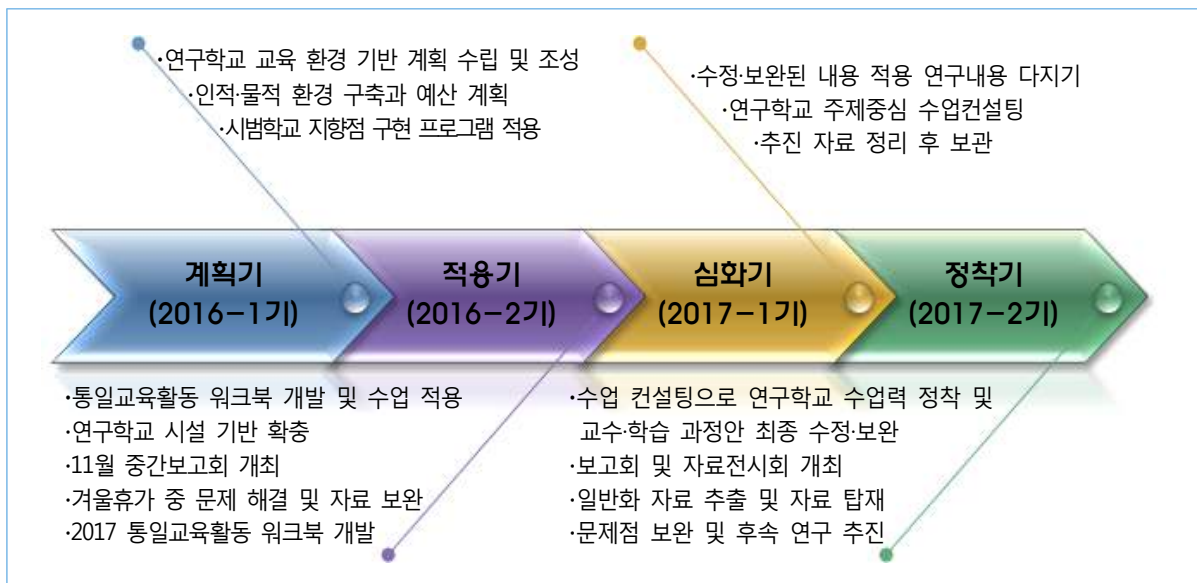 ·연구학교 교육 환경 기반 계획 수립 및 조성
·인적·물적 환경 구축과 예산 계획
·시범학교 지향점 구현 프로그램 적용
·수정·보완된 내용 적용 연구내용 다지기
·연구학교 주제중심 수업컨설팅
·추진 자료 정리 후 보관
계획기
(2016-1기)
적용기
(2016-2기)
심화기
(2017-1기)
정착기
(2017-2기)
·통일교육활동 워크북 개발 및 수업 적용
·연구학교 시설 기반 확충
·11월 중간보고회 개최
·겨울휴가 중 문제 해결 및 자료 보완
·2017 통일교육활동 워크북 개발
·수업 컨설팅으로 연구학교 수업력 정착 및
교수·학습 과정안 최종 수정·보완
·보고회 및 자료전시회 개최
·일반화 자료 추출 및 자료 탑재
·문제점 보완 및 후속 연구 추진